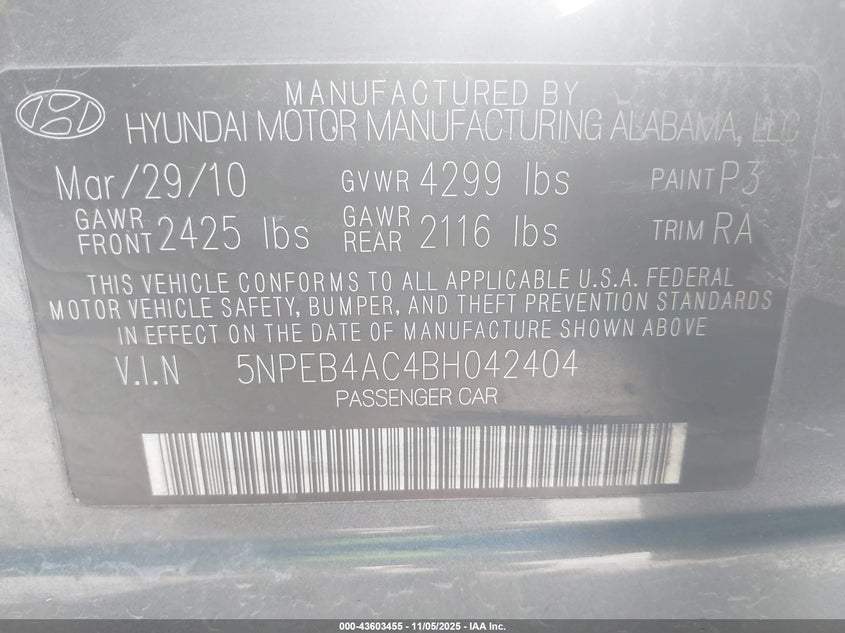 MANUFACTURED BY
HYUNDAI MOTOR MANUFACTURING ALABAMA, LLC
Mar/29/10 GVWR 4299 lbs PAINT P3
GAWR FRONT 2425 lbs GAWR REAR 2116 lbs TRIM RA
THIS VEHICLE CONFORMS TO ALL APPLICABLE U.S.A. FEDERAL
MOTOR VEHICLE SAFETY, BUMPER, AND THEFT PREVENTION STANDARDS
IN EFFECT ON THE DATE OF MANUFACTURE SHOWN ABOVE
V.I.N 5NPEB4AC4BH042404
PASSENGER CAR
000-43603455 - 11/05/2025 - IAA Inc.